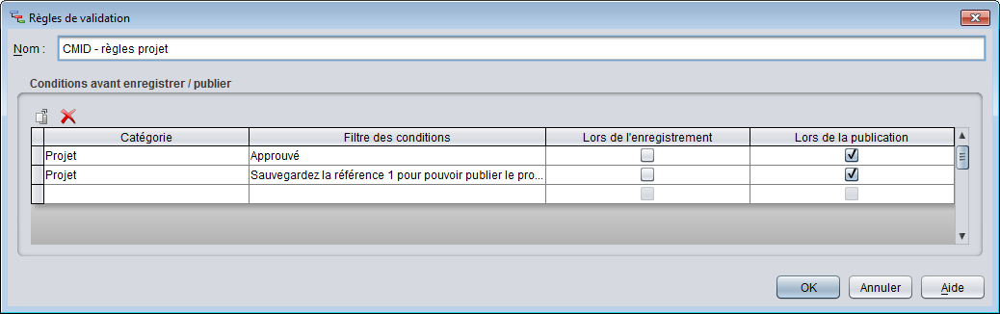 Règles de validation
Nom : CMID - règles projet
Conditions avant enregistrer / publier
Catégorie Filtre des conditions Lors de l'enregistrement Lors de la publication
Projet Approuvé
Projet Sauvegardez la référence 1 pour pouvoir publier le pro...
OK Annuler Aide